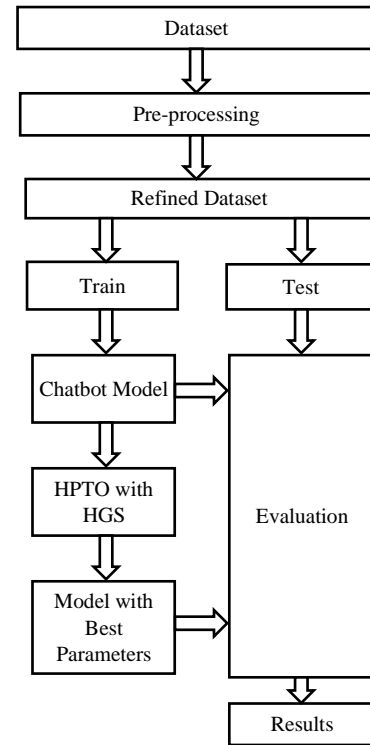 Dataset
Pre-processing
Refined Dataset
Train
Test
Chatbot Model
HPTO with
HGS
Evaluation
Model with
Best
Parameters
Results